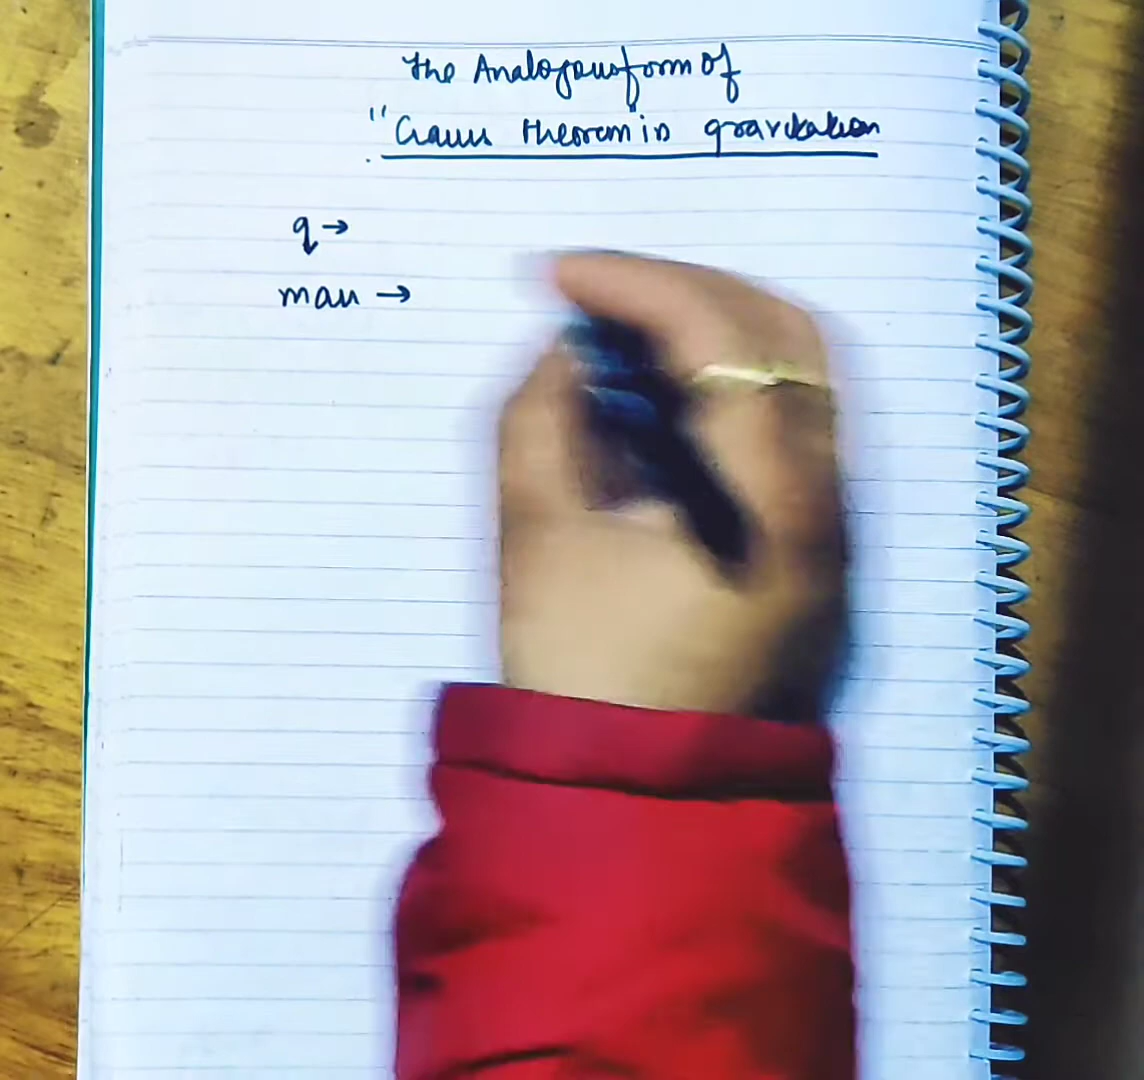 the Analogous form of
"Gauss theorem in gravitation
q →
mass →